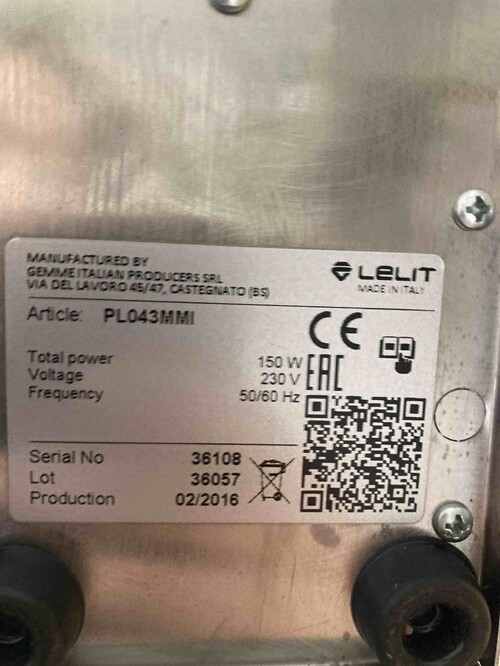 MANUFACTURED BY
GEMME ITALIAN PRODUCERS SRL
VIA DEL LAVORO 45/47, CASTEGNATO (BS)
LELIT
MADE IN ITALY
Article: PL043MMI
CE
Total power 150 W
Voltage 230 V
Frequency 50/60 Hz
EAC
Serial No 36108
Lot 36057
Production 02/2016